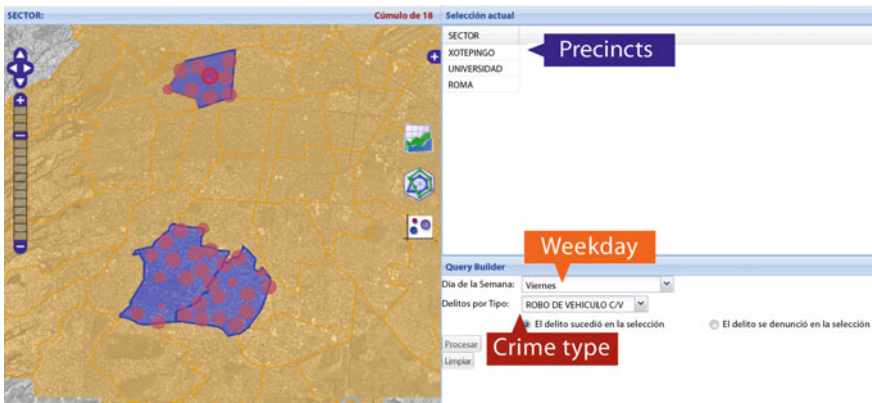 SECTOR:
Cúmulo de 18
Selección actual
SECTOR
XOTEPINGO
UNIVERSIDAD
ROMA
Precincts
Weekday
Query Builder
Día de la Semana: Viernes
Delitos por Tipo: ROBO DE VEHICULO C/V
El delito sucedió en la selección
El delito se denunció en la selección
Crime type
Procesar
Limpiar